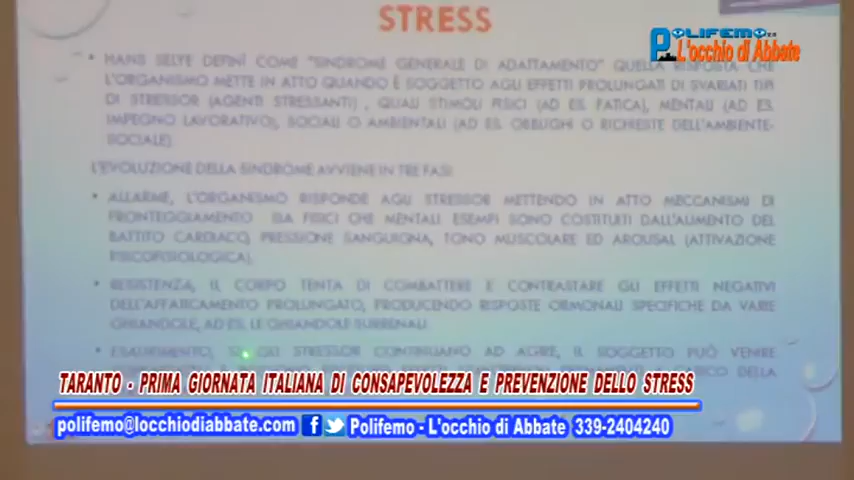 STRESS
POLIFEMO
L'occhio di Abbate
• HANS SELYE DEFINÌ COME "SINDROME GENERALE DI ADATTAMENTO" QUELLA RISPOSTA CHE
L'ORGANISMO METTE IN ATTO QUANDO È SOGGETTO AGLI EFFETTI PROLUNGATI DI SVARIATI TIPI
DI STRESSOR (AGENTI STRESSANTI) , QUALI STIMOLI FISICI (AD ES. FATICA), MENTALI (AD ES.
IMPEGNO LAVORATIVO), SOCIALI O AMBIENTALI (AD ES. OBBLIGHI O RICHIESTE DELL'AMBIENTE
SOCIALE)
L'EVOLUZIONE DELLA SINDROME AVVIENE IN TRE FASI
• ALLARME, L'ORGANISMO RISPONDE AGLI STRESSOR METTENDO IN ATTO MECCANISMI DI
FRONTEGGIAMENTO SIA FISICI CHE MENTALI. ESEMPI SONO COSTITUITI DALL'AUMENTO DEL
BATTITO CARDIACO, PRESSIONE SANGUIGNA, TONO MUSCOLARE ED AROUSAL (ATTIVAZIONE
PSICOFISIOLOGICA).
• RESISTENZA, IL CORPO TENTA DI COMBATTERE E CONTRASTARE GLI EFFETTI NEGATIVI
DELL'AFFATICAMENTO PROLUNGATO, PRODUCENDO RISPOSTE ORMONALI SPECIFICHE DA VARIE
GHIANDOLE, AD ES. LE GHIANDOLE SURRENALI.
• ESAURIMENTO, SE GLI STRESSOR CONTINUANO AD AGIRE, IL SOGGETTO PUÒ VENIRE
CARICO DELLA
TARANTO - PRIMA GIORNATA ITALIANA DI CONSAPEVOLEZZA E PREVENZIONE DELLO STRESS
polifemo@locchiodiabbate.com f Polifemo - L'occhio di Abbate 339-2404240